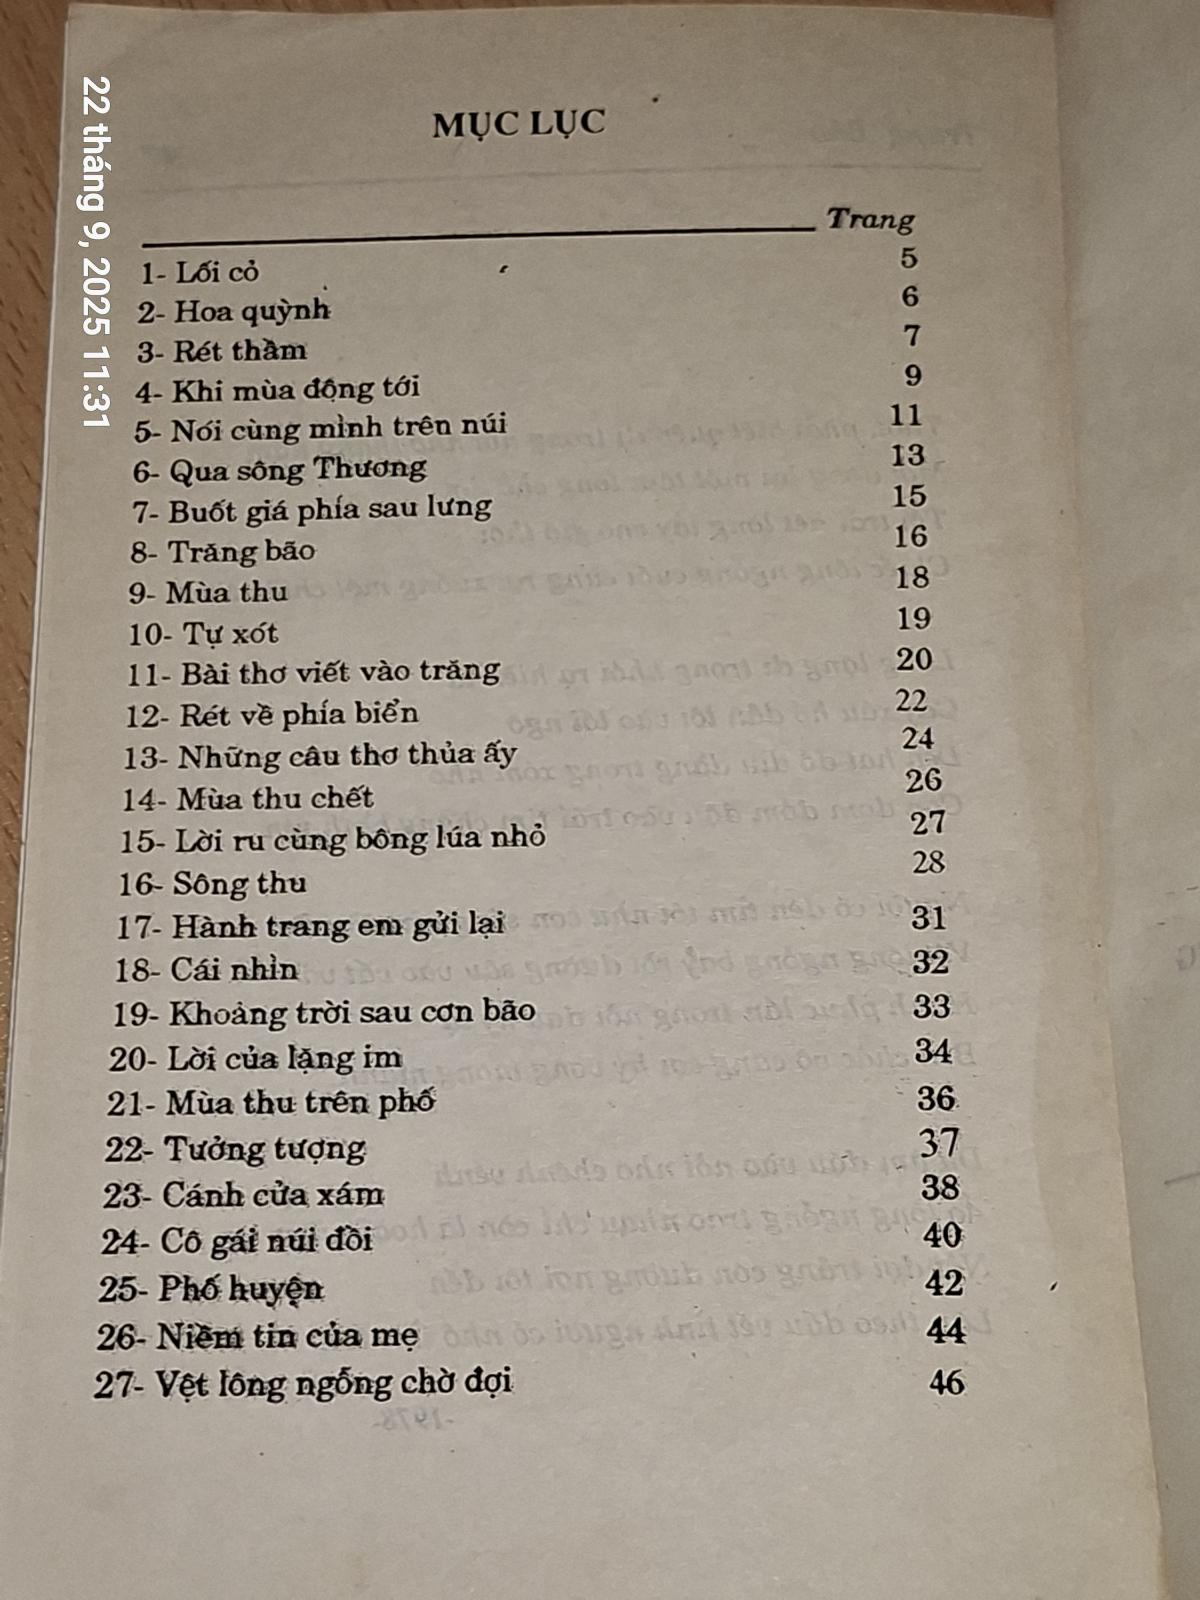 22 tháng 9, 2025 11:31
MỤC LỤC
Trang
1- Lối cỏ 5
2- Hoa quỳnh 6
3- Rét thầm 7
4- Khi mùa động tới 9
5- Nói cùng mình trên núi 11
6- Qua sông Thương 13
7- Buốt giá phía sau lưng 15
8- Trăng bão 16
9- Mùa thu 18
10- Tự xót 19
11- Bài thơ viết vào trăng 20
12- Rét về phía biển 22
13- Những câu thơ thủa ấy 24
14- Mùa thu chết 26
15- Lời ru cùng bông lúa nhỏ 27
16- Sông thu 28
17- Hành trang em gửi lại 31
18- Cái nhìn 32
19- Khoảng trời sau cơn bão 33
20- Lời của lặng im 34
21- Mùa thu trên phố 36
22- Tưởng tượng 37
23- Cánh cửa xám 38
24- Cô gái núi đồi 40
25- Phố huyện 42
26- Niềm tin của mẹ 44
27- Vệt lông ngỗng chờ đợi 46